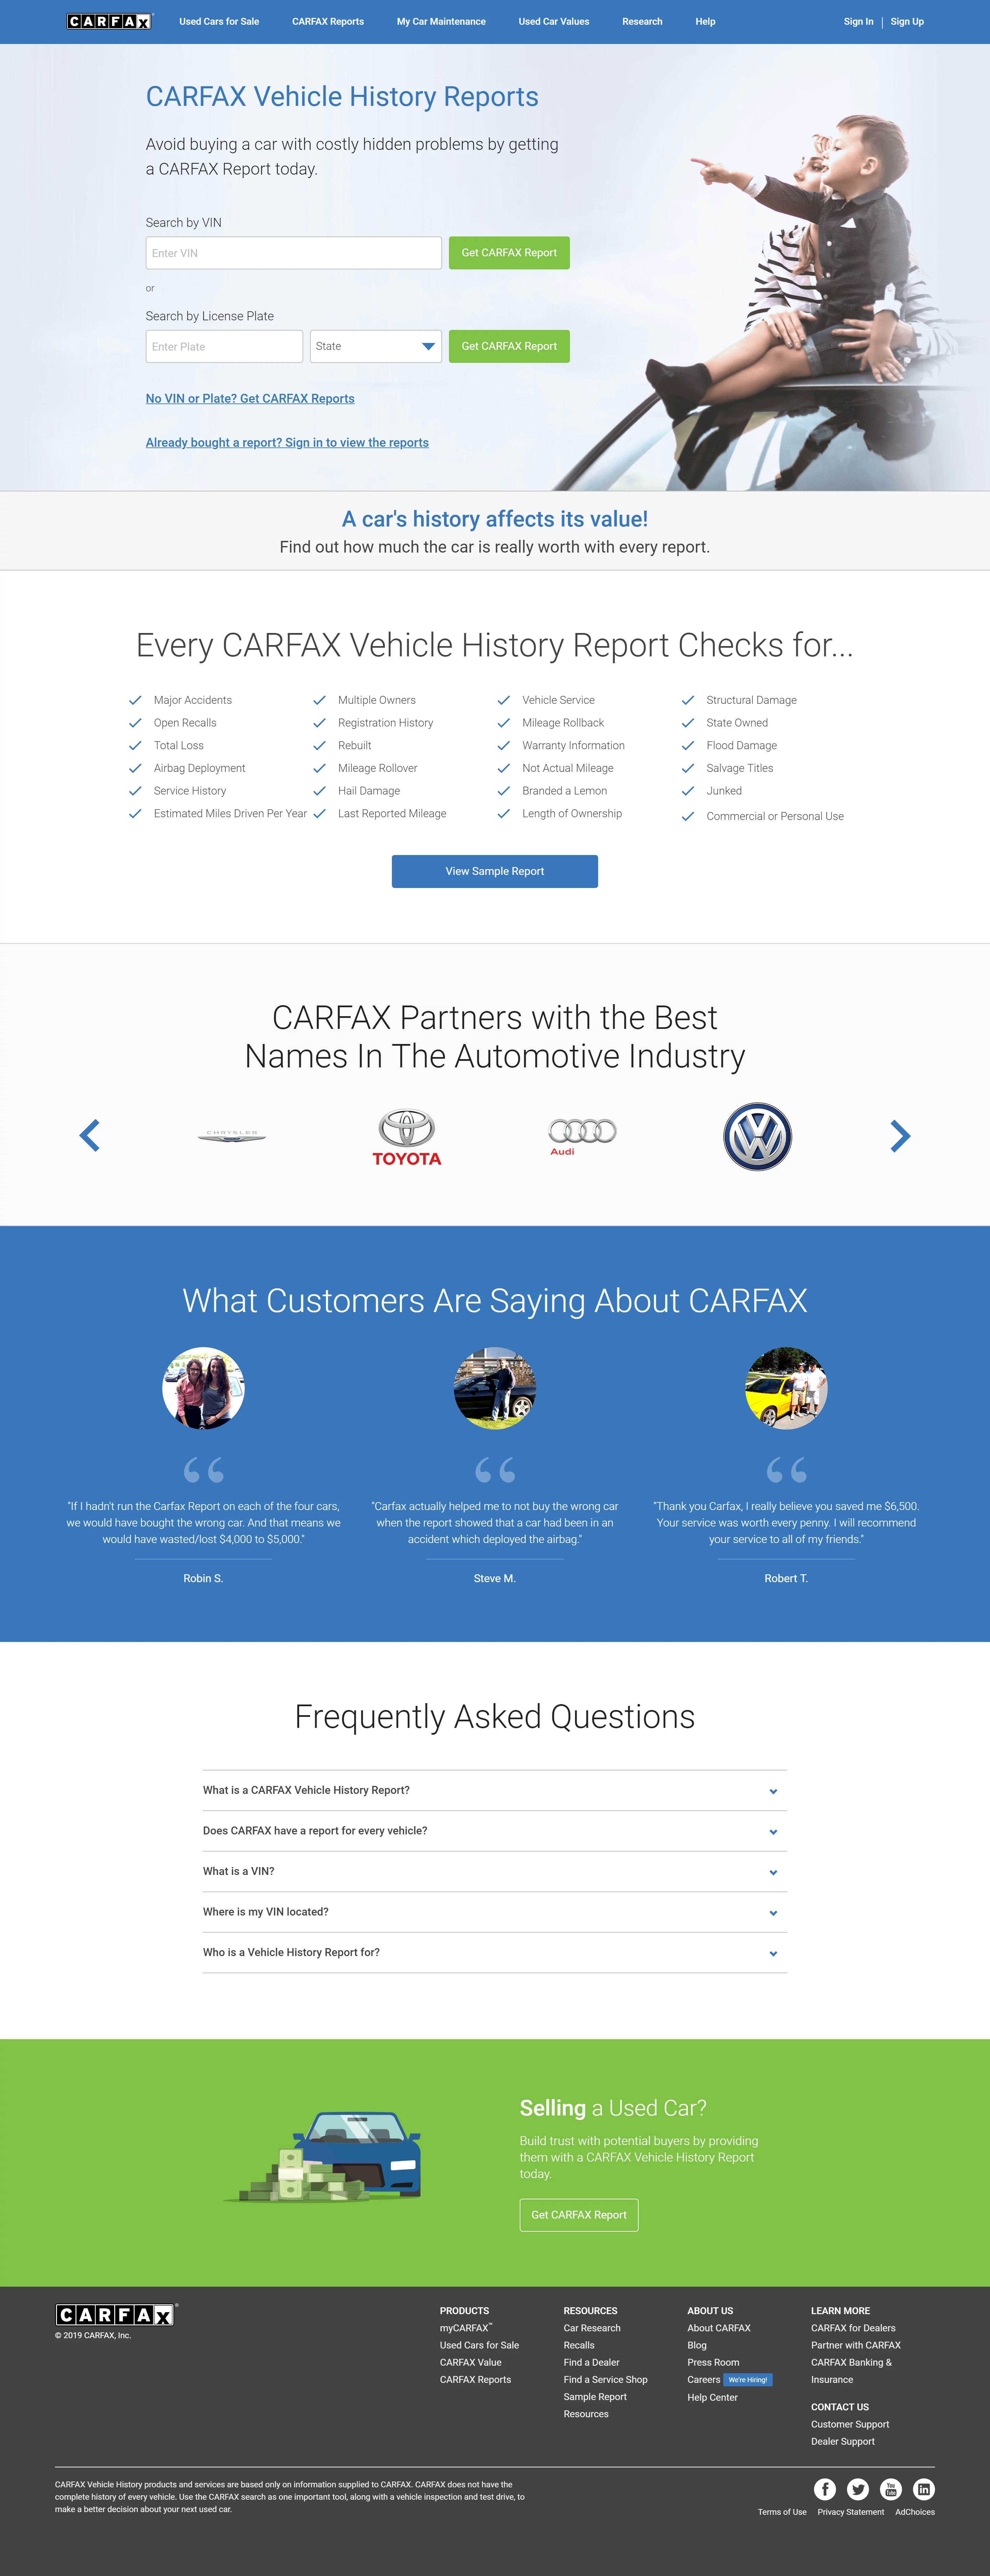 CARFAX
Used Cars for Sale
CARFAX Reports
My Car Maintenance
Used Car Values
Research
Help
Sign In | Sign Up
CARFAX Vehicle History Reports
Avoid buying a car with costly hidden problems by getting
a CARFAX Report today.
Search by VIN
Enter VIN
Get CARFAX Report
or
Search by License Plate
Enter Plate
State
Get CARFAX Report
No VIN or Plate? Get CARFAX Reports
Already bought a report? Sign in to view the reports
A car's history affects its value!
Find out how much the car is really worth with every report.
Every CARFAX Vehicle History Report Checks for...
Major Accidents
Open Recalls
Total Loss
Airbag Deployment
Service History
Estimated Miles Driven Per Year
Multiple Owners
Registration History
Rebuilt
Mileage Rollover
Hail Damage
Last Reported Mileage
Vehicle Service
Mileage Rollback
Warranty Information
Not Actual Mileage
Branded a Lemon
Length of Ownership
Structural Damage
State Owned
Flood Damage
Salvage Titles
Junked
Commercial or Personal Use
View Sample Report
CARFAX Partners with the Best
Names In The Automotive Industry
CHRYSLER
TOYOTA
Audi
VW
What Customers Are Saying About CARFAX
"If I hadn't run the Carfax Report on each of the four cars,
we would have bought the wrong car. And that means we
would have wasted/lost $4,000 to $5,000."
Robin S.
"Carfax actually helped me to not buy the wrong car
when the report showed that a car had been in an
accident which deployed the airbag."
Steve M.
"Thank you Carfax, I really believe you saved me $6,500.
Your service was worth every penny. I will recommend
your service to all of my friends."
Robert T.
Frequently Asked Questions
What is a CARFAX Vehicle History Report?
Does CARFAX have a report for every vehicle?
What is a VIN?
Where is my VIN located?
Who is a Vehicle History Report for?
Selling a Used Car?
Build trust with potential buyers by providing
them with a CARFAX Vehicle History Report
today.
Get CARFAX Report
CARFAX®
© 2019 CARFAX, Inc.
PRODUCTS
myCARFAX™
Used Cars for Sale
CARFAX Value
CARFAX Reports
RESOURCES
Car Research
Recalls
Find a Dealer
Find a Service Shop
Sample Report
Resources
ABOUT US
About CARFAX
Blog
Press Room
Careers We're Hiring!
Help Center
LEARN MORE
CARFAX for Dealers
Partner with CARFAX
CARFAX Banking &
Insurance
CONTACT US
Customer Support
Dealer Support
CARFAX Vehicle History products and services are based only on information supplied to CARFAX. CARFAX does not have the
complete history of every vehicle. Use the CARFAX search as one important tool, along with a vehicle inspection and test drive, to
make a better decision about your next used car.
f
You
Tube
in
Terms of Use
Privacy Statement
AdChoices